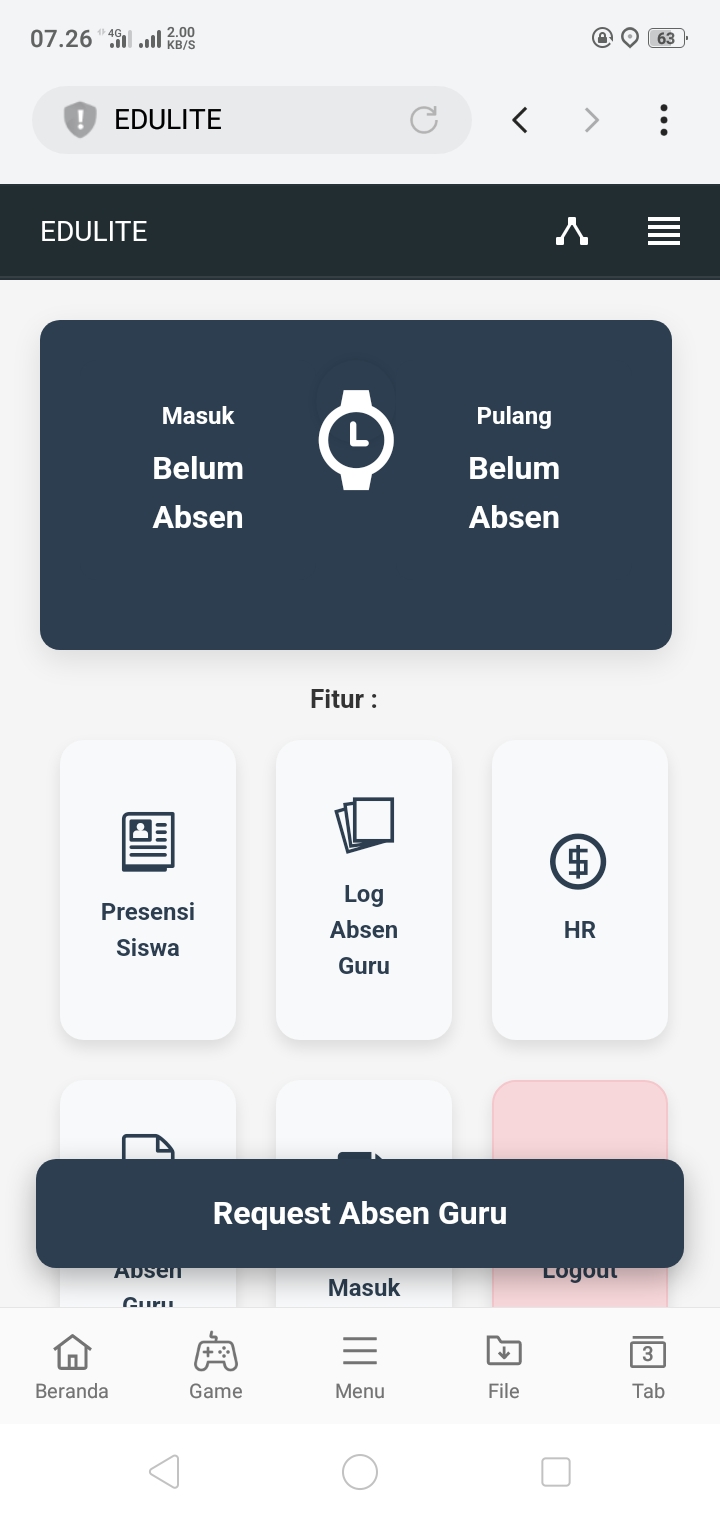 07.26 4G 2.00 KB/S 63
EDULITE
EDULITE
Masuk
Belum
Absen
Pulang
Belum
Absen
Fitur :
Presensi
Siswa
Log
Absen
Guru
HR
Absen
Guru
Masuk
Logout
Request Absen Guru
Beranda
Game
Menu
File
3
Tab